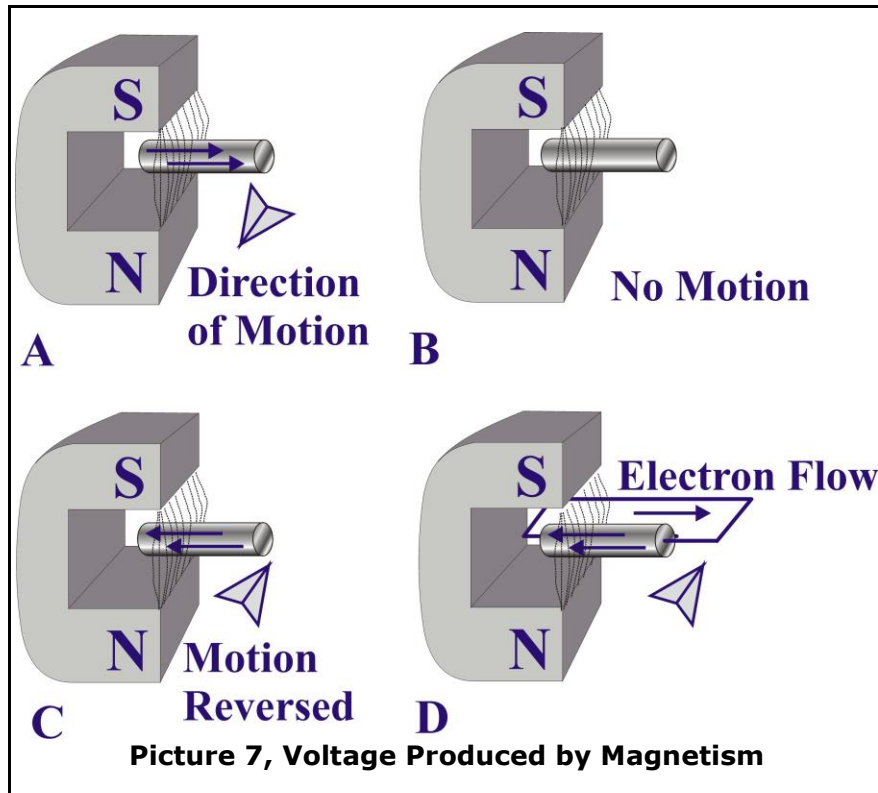 S
N
Direction
of Motion
A
S
N
No Motion
B
S
N
Motion
Reversed
C
S
Electron Flow
N
D
Picture 7, Voltage Produced by Magnetism